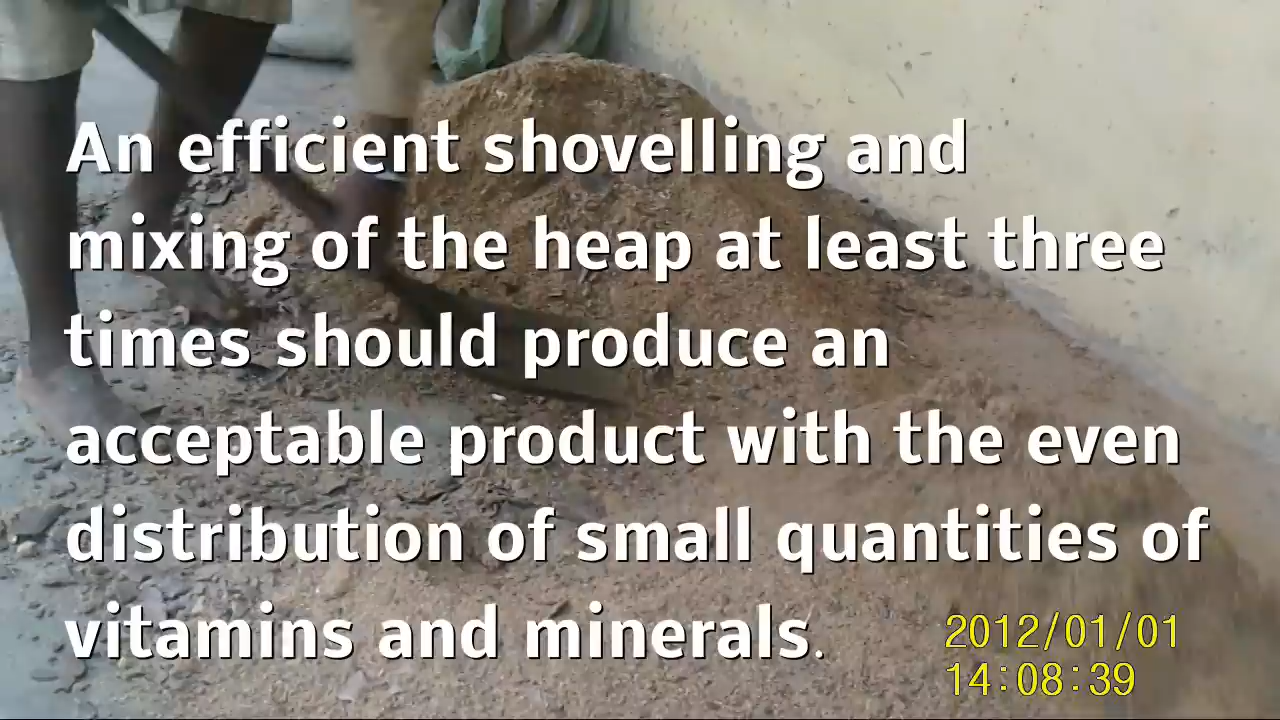 An efficient shovelling and
mixing of the heap at least three
times should produce an
acceptable product with the even
distribution of small quantities of
vitamins and minerals.
2012/01/01
14:08:39